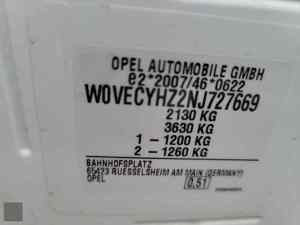 OPEL AUTOMOBILE GMBH
e2*2007/46*0622
W0VECYHZ2NJ727669
2130 KG
3630 KG
1 - 1200 KG
2 - 1260 KG
BAHNHOFSPLATZ
65423 RUESSELSHEIM AM MAIN (GERMANY)
OPEL 0.51